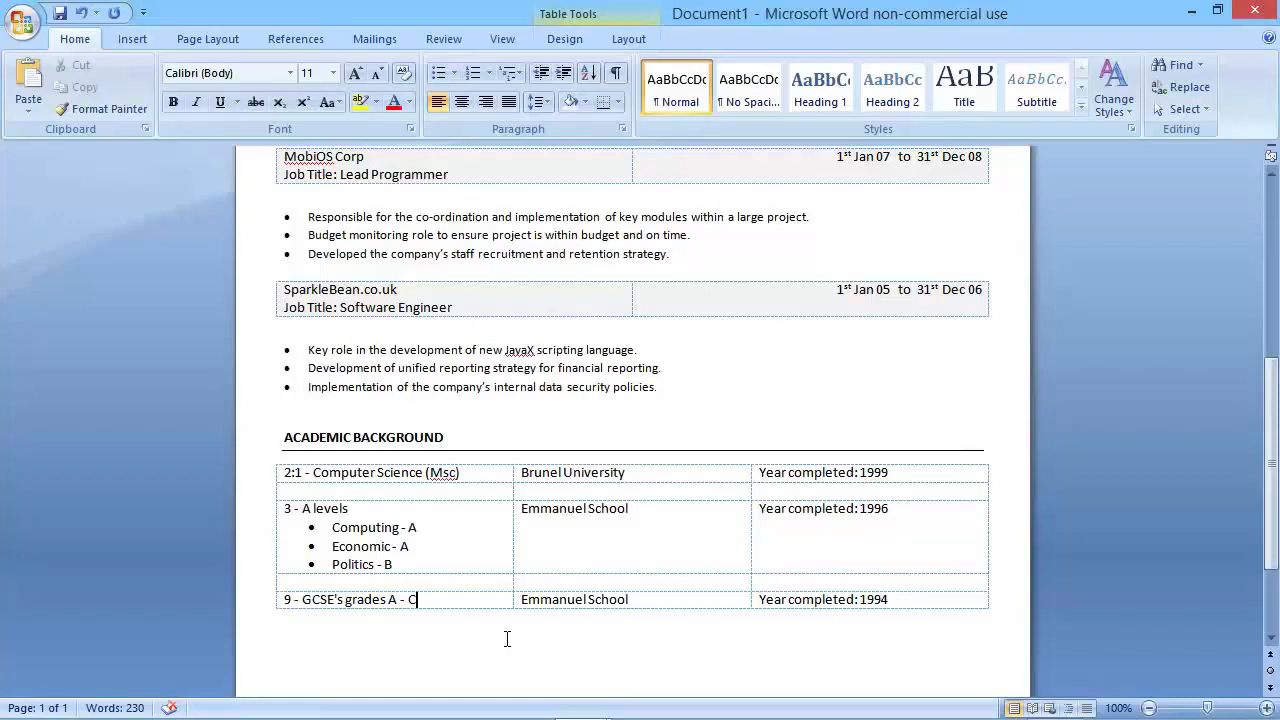 Table Tools
Document1 - Microsoft Word non-commercial use
Home Insert Page Layout References Mailings Review View Design Layout
Paste
Cut
Copy
Format Painter
Clipboard
Calibri (Body) 11
Font
Paragraph
AaBbCcDc
¶ Normal
AaBbCcDc
¶ No Spaci...
AaBbC
Heading 1
AaBbCc
Heading 2
AaB
Title
AaBbCc.
Subtitle
Change
Styles
Styles
Find
Replace
Select
Editing
MobiOS Corp 1st Jan 07 to 31st Dec 08
Job Title: Lead Programmer
• Responsible for the co-ordination and implementation of key modules within a large project.
• Budget monitoring role to ensure project is within budget and on time.
• Developed the company's staff recruitment and retention strategy.
SparkleBean.co.uk 1st Jan 05 to 31st Dec 06
Job Title: Software Engineer
• Key role in the development of new JavaX scripting language.
• Development of unified reporting strategy for financial reporting.
• Implementation of the company's internal data security policies.
ACADEMIC BACKGROUND
2:1 - Computer Science (Msc) Brunel University Year completed: 1999
3 - A levels Emmanuel School Year completed: 1996
• Computing - A
• Economic - A
• Politics - B
9 - GCSE's grades A - C Emmanuel School Year completed: 1994
Page: 1 of 1 Words: 230 100%